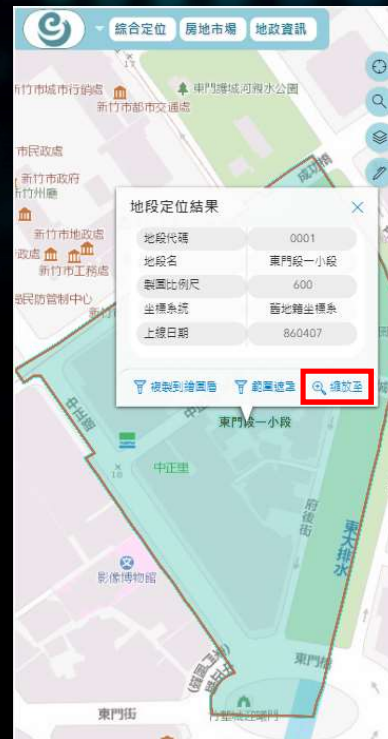 綜合定位 房地市場 地政資訊
17
新竹市城市行銷處
東門護城河親水公園
新竹市都市交通處
市民政處
成功閘
新竹市政府
新竹州廳
地段定位結果
地段代碼 0001
地段名 東門段一小段
製圖比例尺 600
坐標系統 舊地籍坐標系
上線日期 860407
新竹市地政處
政處
新竹市工務處
民防管制中心
複製到繪圖層 範圍遮罩 縮放至
東門段一小段
中正路
中正里
16
府後街
東大排水
影像博物館
東門橋
東門街